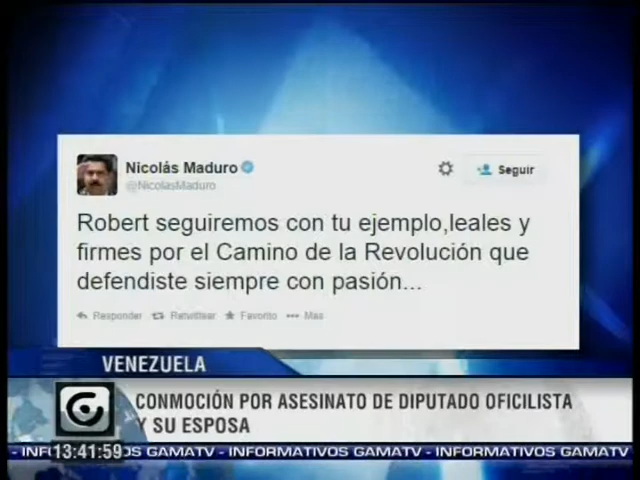 Nicolás Maduro
@NicolasMaduro
Seguir
Robert seguiremos con tu ejemplo,leales y
firmes por el Camino de la Revolución que
defendiste siempre con pasión...
Responder Retwittear Favorito Más
VENEZUELA
CONMOCIÓN POR ASESINATO DE DIPUTADO OFICILISTA
Y SU ESPOSA
13:41:59 OS GAMATV - INFORMATIVOS GAMATV - INFORMATIVOS GAMATV